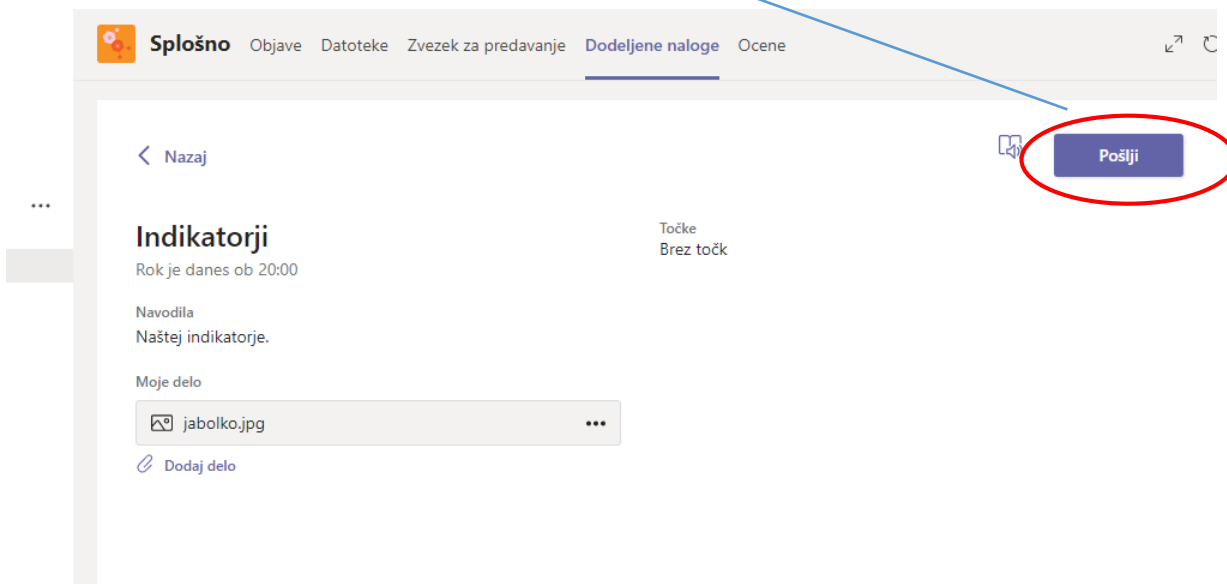 Splošno Objave Datoteke Zvezek za predavanje Dodeljene naloge Ocene
Nazaj
Pošlji
Indikatorji
Rok je danes ob 20:00
Točke
Brez točk
Navodila
Naštej indikatorje.
Moje delo
jabolko.jpg
Dodaj delo